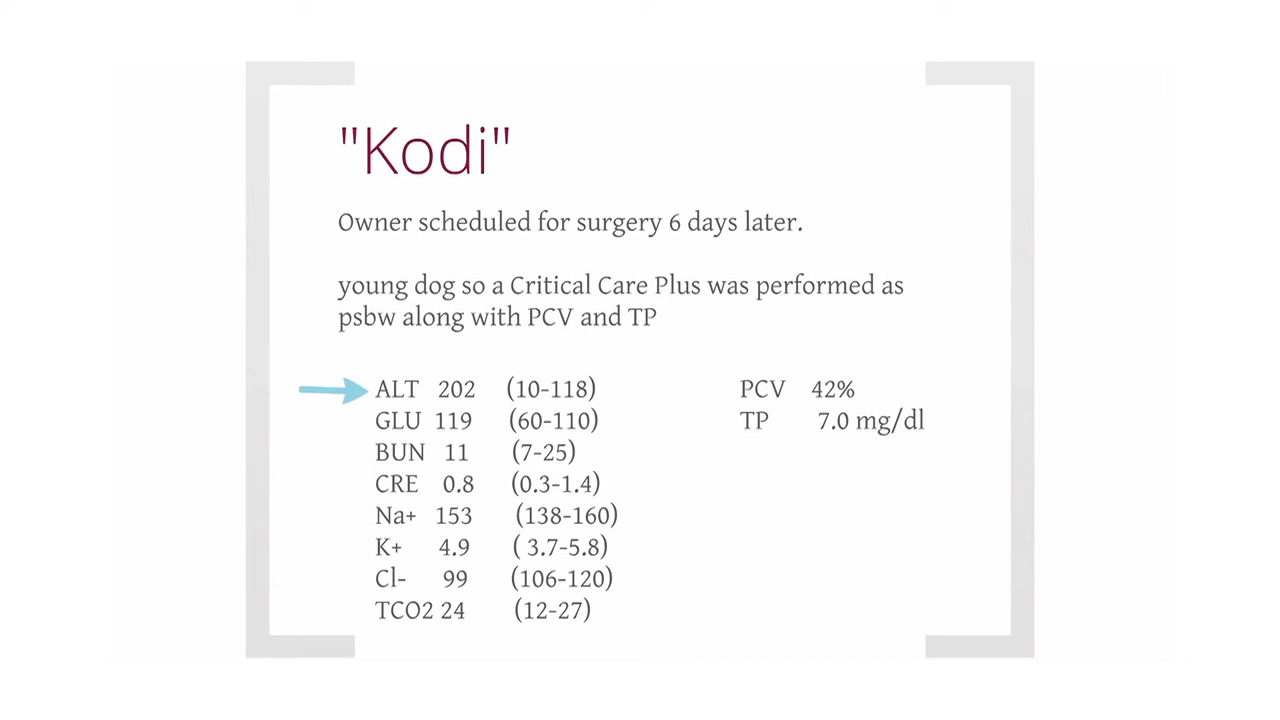 "Kodi"
Owner scheduled for surgery 6 days later.
young dog so a Critical Care Plus was performed as
psbw along with PCV and TP
ALT 202 (10-118) PCV 42%
GLU 119 (60-110) TP 7.0 mg/dl
BUN 11 (7-25)
CRE 0.8 (0.3-1.4)
Na+ 153 (138-160)
K+ 4.9 ( 3.7-5.8)
Cl- 99 (106-120)
TCO2 24 (12-27)